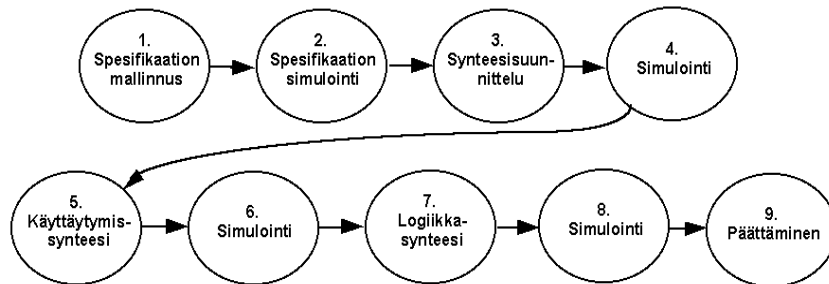 1.
Spesifikaation
mallinnus
2.
Spesifikaation
simulointi
3.
Synteesisuun-
nittelu
4.
Simulointi
5.
Käyttäytymis-
synteesi
6.
Simulointi
7.
Logiikka-
synteesi
8.
Simulointi
9.
Päättäminen